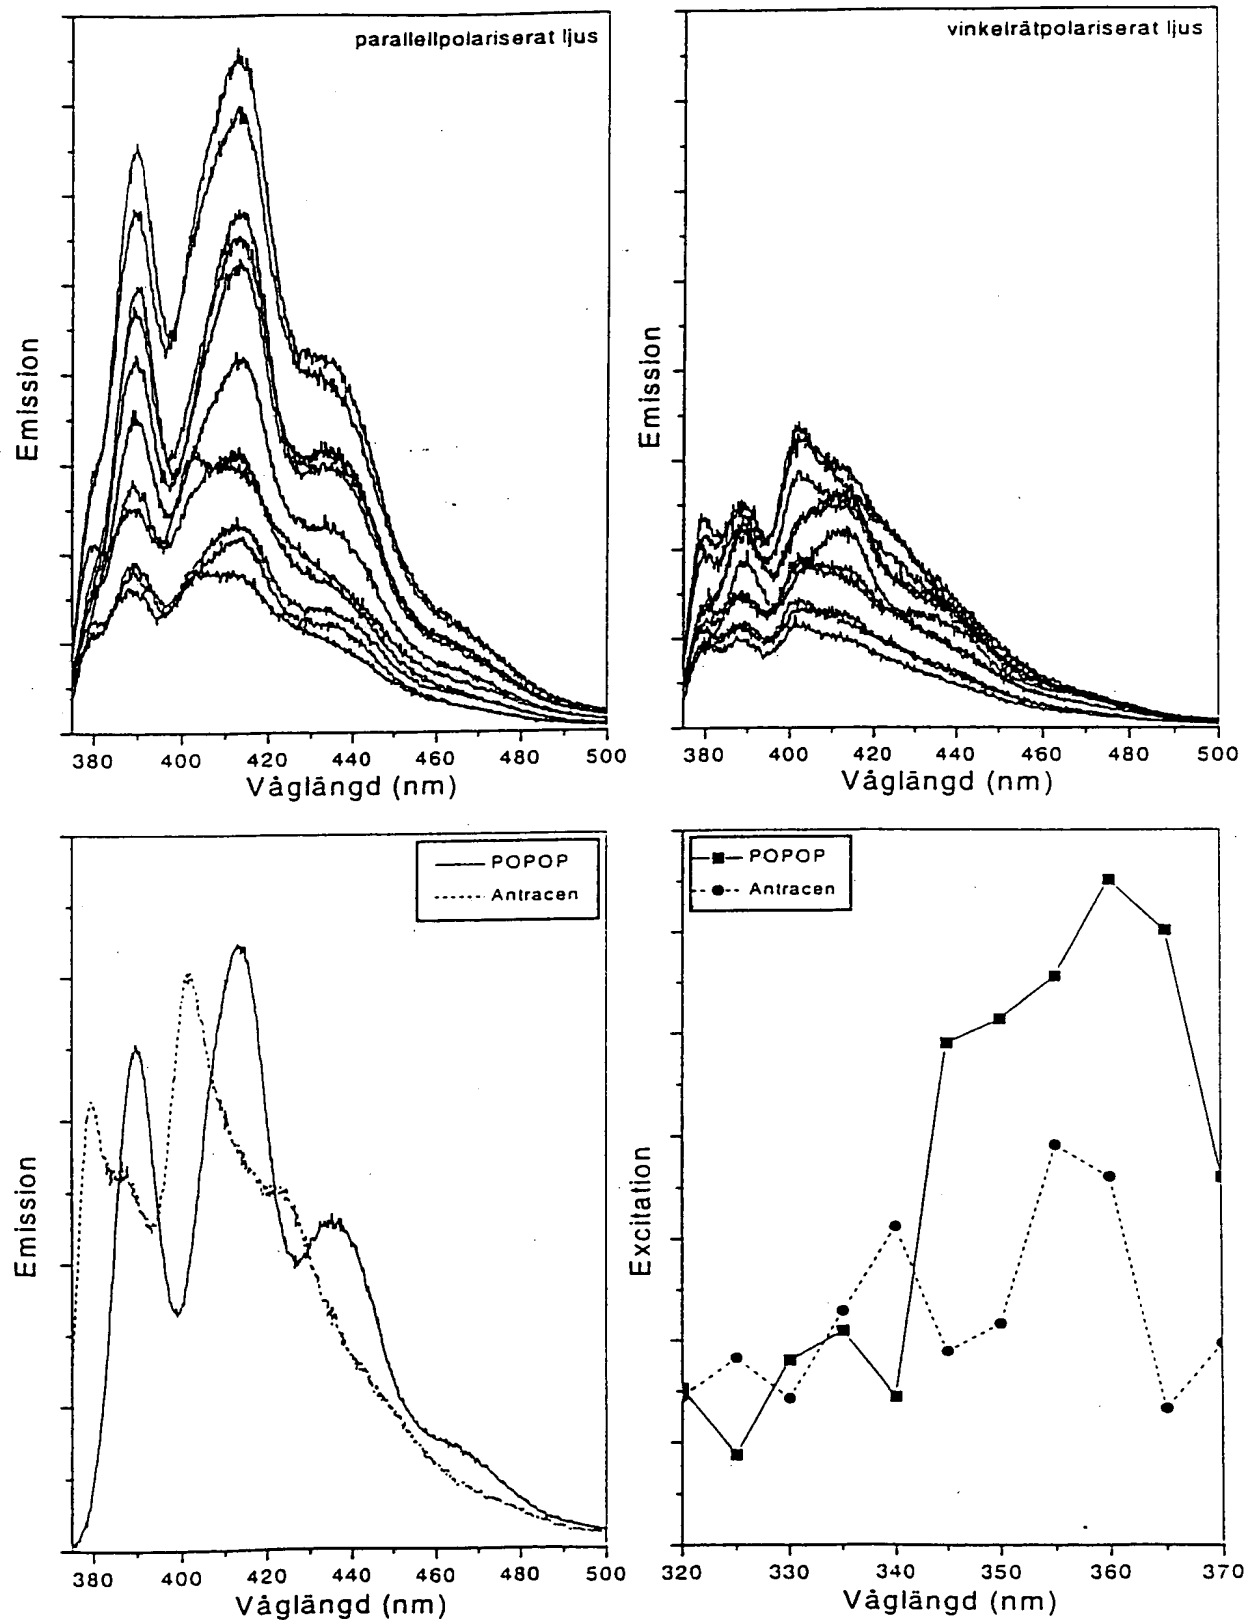 parallellpolariserat ljus
Emission
380 400 420 440 460 480 500
Våglängd (nm)
vinkelrätpolariserat ljus
Emission
380 400 420 440 460 480 500
Våglängd (nm)
POPOP
Antracen
Emission
380 400 420 440 460 480 500
Våglängd (nm)
POPOP
Antracen
Excitation
320 330 340 350 360 370
Våglängd (nm)